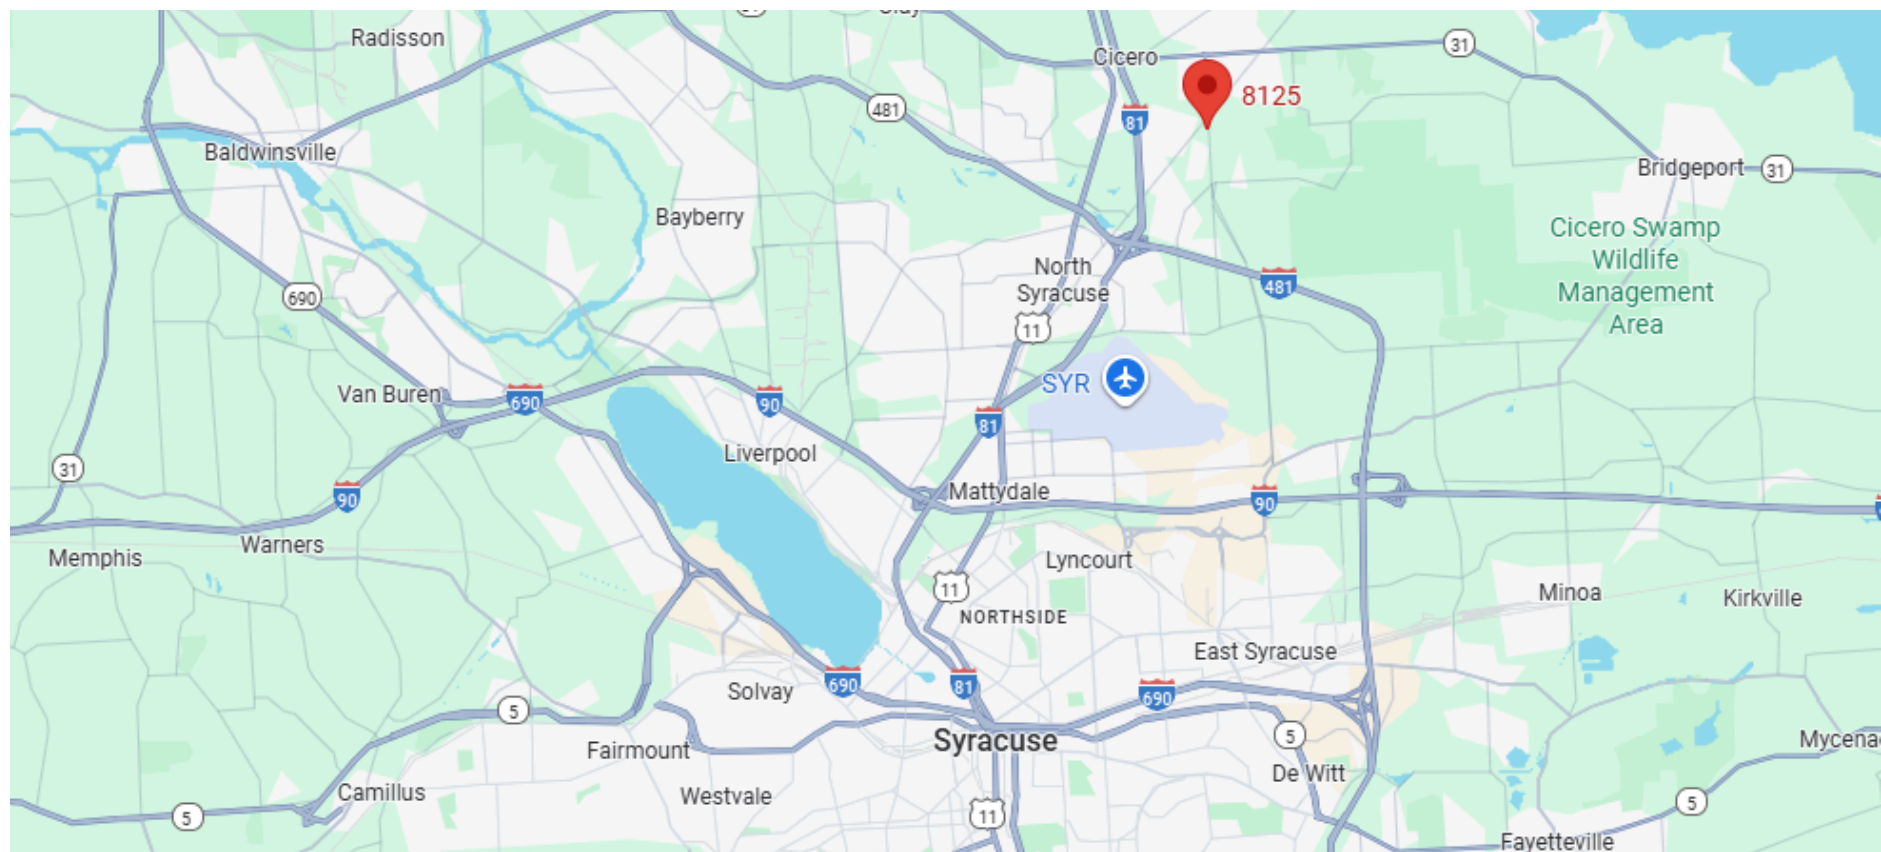 Radisson
Cicero
31
8125
481
81
Baldwinsville
Bridgeport
31
Bayberry
Cicero Swamp
Wildlife
Management
Area
North
Syracuse
481
690
11
SYR
Van Buren
690
90
81
Liverpool
31
90
Mattydale
90
Memphis
Warners
Lyncourt
11
NORTHSIDE
Minoa
Kirkville
East Syracuse
Solvay
690
81
690
5
Syracuse
Fairmount
5
De Witt
Mycena
Camillus
Westvale
5
11
5
Fayetteville